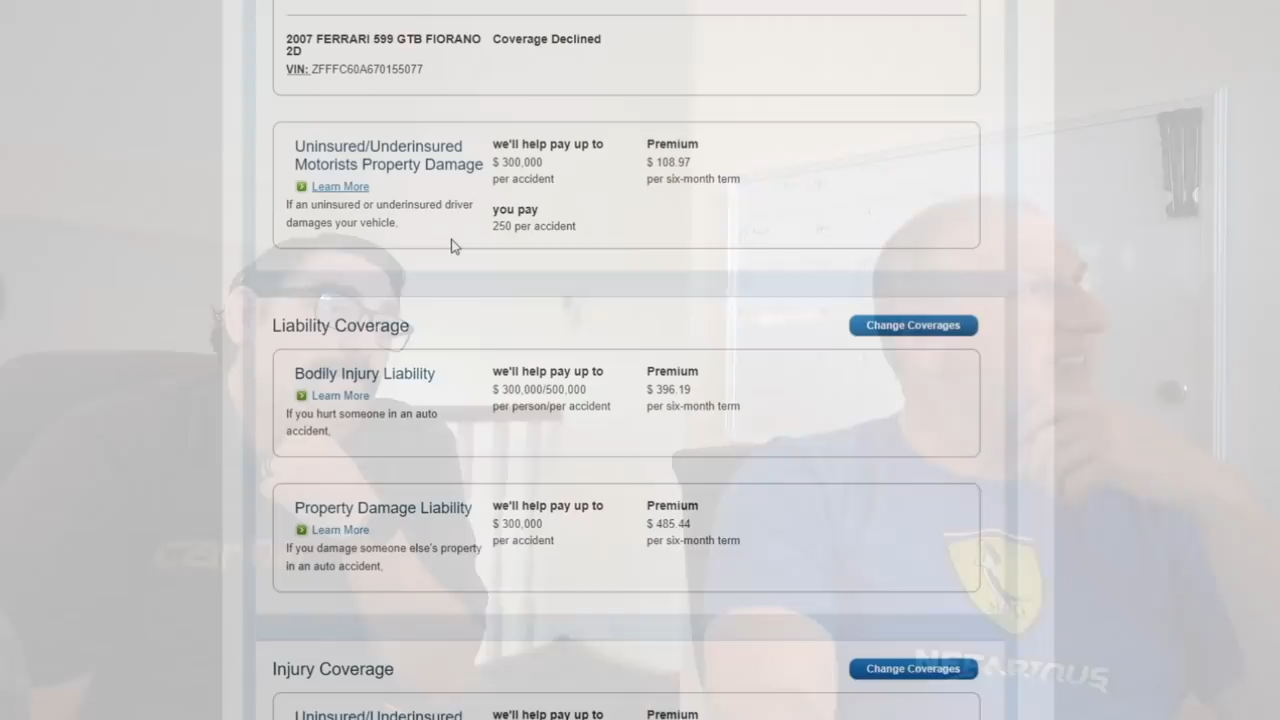 2007 FERRARI 599 GTB FIORANO
2D
Coverage Declined
VIN: ZFFFC60A670155077
Uninsured/Underinsured
Motorists Property Damage
Learn More
If an uninsured or underinsured driver
damages your vehicle.
we'll help pay up to
$ 300,000
per accident
you pay
250 per accident
Premium
$ 108.97
per six-month term
Liability Coverage
Change Coverages
Bodily Injury Liability
Learn More
If you hurt someone in an auto
accident.
we'll help pay up to
$ 300,000/500,000
per person/per accident
Premium
$ 396.19
per six-month term
Property Damage Liability
Learn More
If you damage someone else's property
in an auto accident.
we'll help pay up to
$ 300,000
per accident
Premium
$ 485.44
per six-month term
Injury Coverage
Change Coverages
Uninsured/Underinsured
we'll help pay up to
Premium